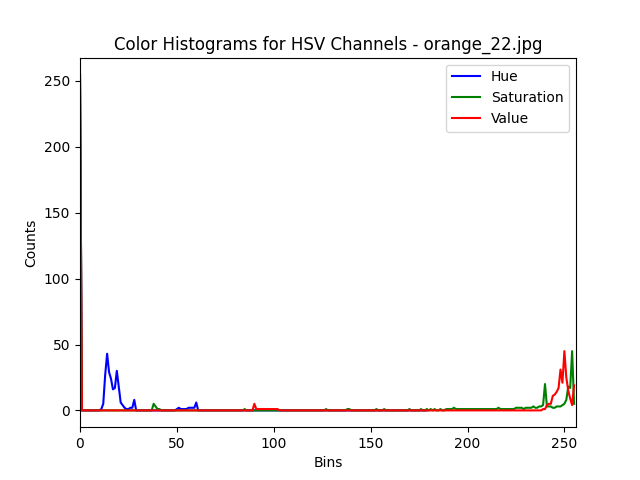 Color Histograms for HSV Channels - orange_22.jpg
Hue
Saturation
Value
Counts
250
200
150
100
50
0
0 50 100 150 200 250
Bins